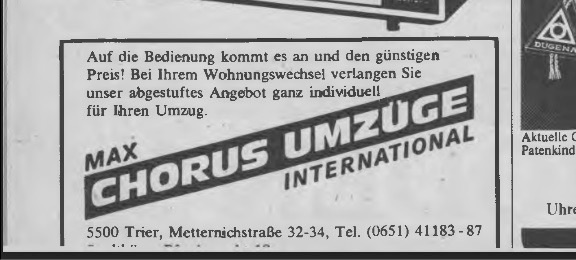 Auf die Bedienung kommt es an und den günstigen
Preis! Bei Ihrem Wohnungswechsel verlangen Sie
unser abgestuftes Angebot ganz individuell
für Ihren Umzug.
MAX
CHORUS UMZÜGE
INTERNATIONAL
5500 Trier, Metternichstraße 32-34, Tel. (0651) 41183-87
DUGENA
Aktuelle
Patenkind
Uhre